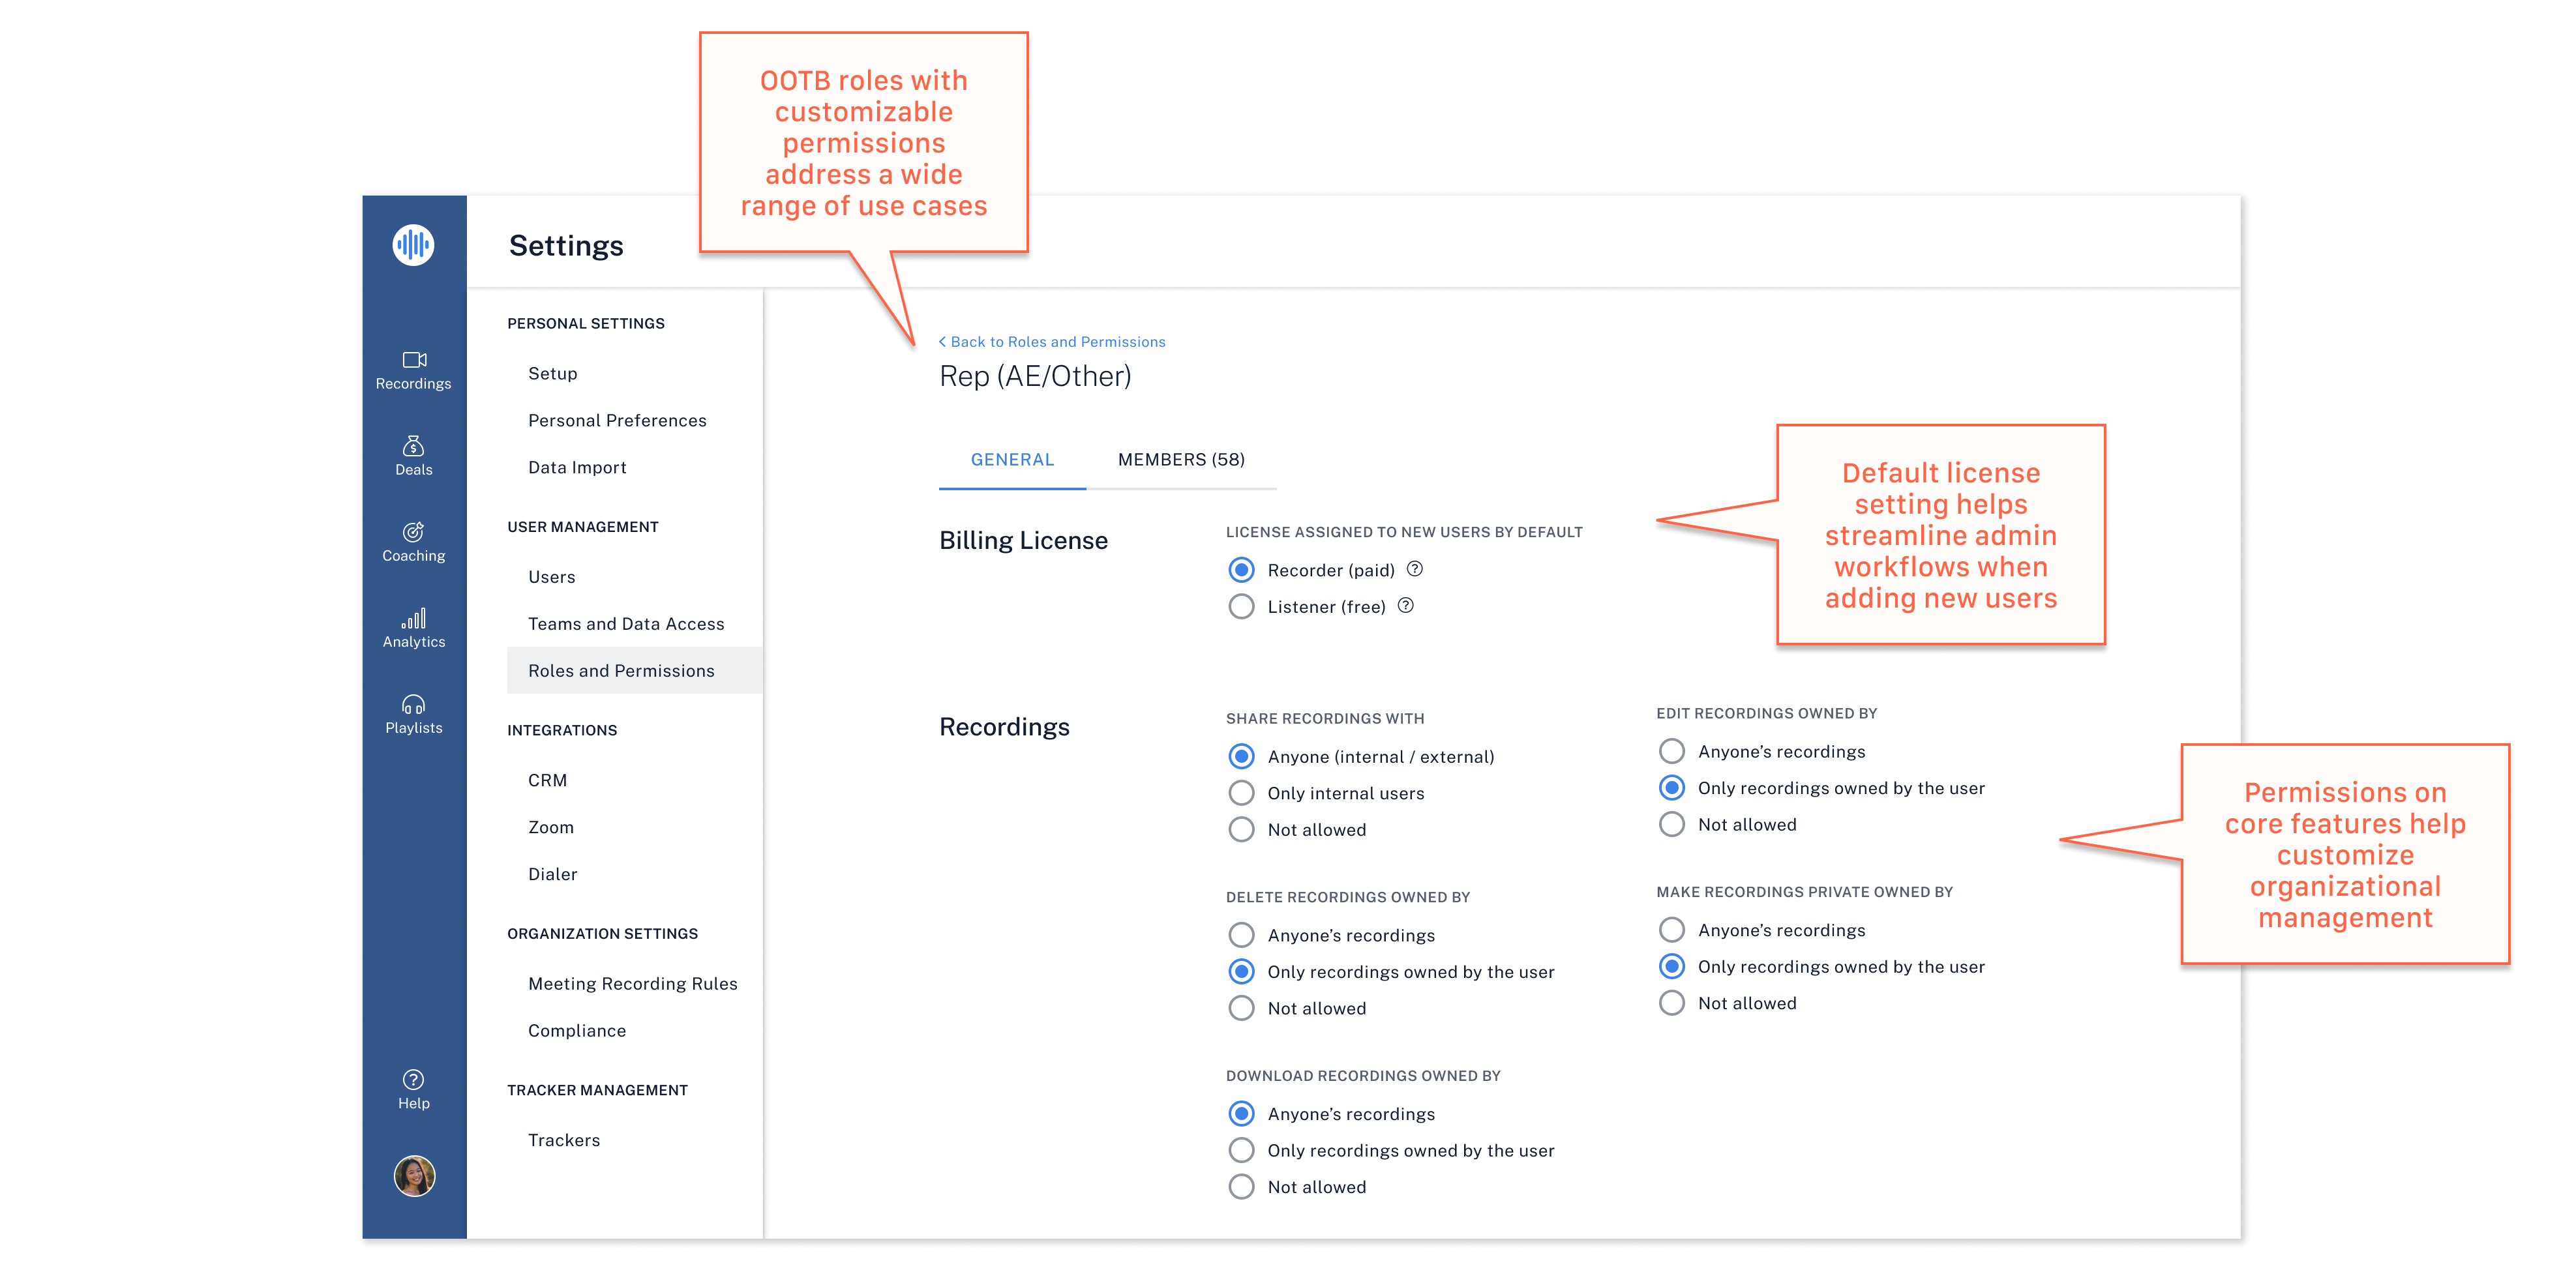 OOTB roles with
customizable
permissions
address a wide
range of use cases
Settings
Recordings
Deals
Coaching
Analytics
Playlists
Help
PERSONAL SETTINGS
Setup
Personal Preferences
Data Import
USER MANAGEMENT
Users
Teams and Data Access
Roles and Permissions
INTEGRATIONS
CRM
Zoom
Dialer
ORGANIZATION SETTINGS
Meeting Recording Rules
Compliance
TRACKER MANAGEMENT
Trackers
< Back to Roles and Permissions
Rep (AE/Other)
GENERAL MEMBERS (58)
Billing License
LICENSE ASSIGNED TO NEW USERS BY DEFAULT
Recorder (paid) ?
Listener (free) ?
Default license
setting helps
streamline admin
workflows when
adding new users
Recordings
SHARE RECORDINGS WITH
Anyone (internal / external)
Only internal users
Not allowed
EDIT RECORDINGS OWNED BY
Anyone’s recordings
Only recordings owned by the user
Not allowed
DELETE RECORDINGS OWNED BY
Anyone’s recordings
Only recordings owned by the user
Not allowed
MAKE RECORDINGS PRIVATE OWNED BY
Anyone’s recordings
Only recordings owned by the user
Not allowed
DOWNLOAD RECORDINGS OWNED BY
Anyone’s recordings
Only recordings owned by the user
Not allowed
Permissions on
core features help
customize
organizational
management